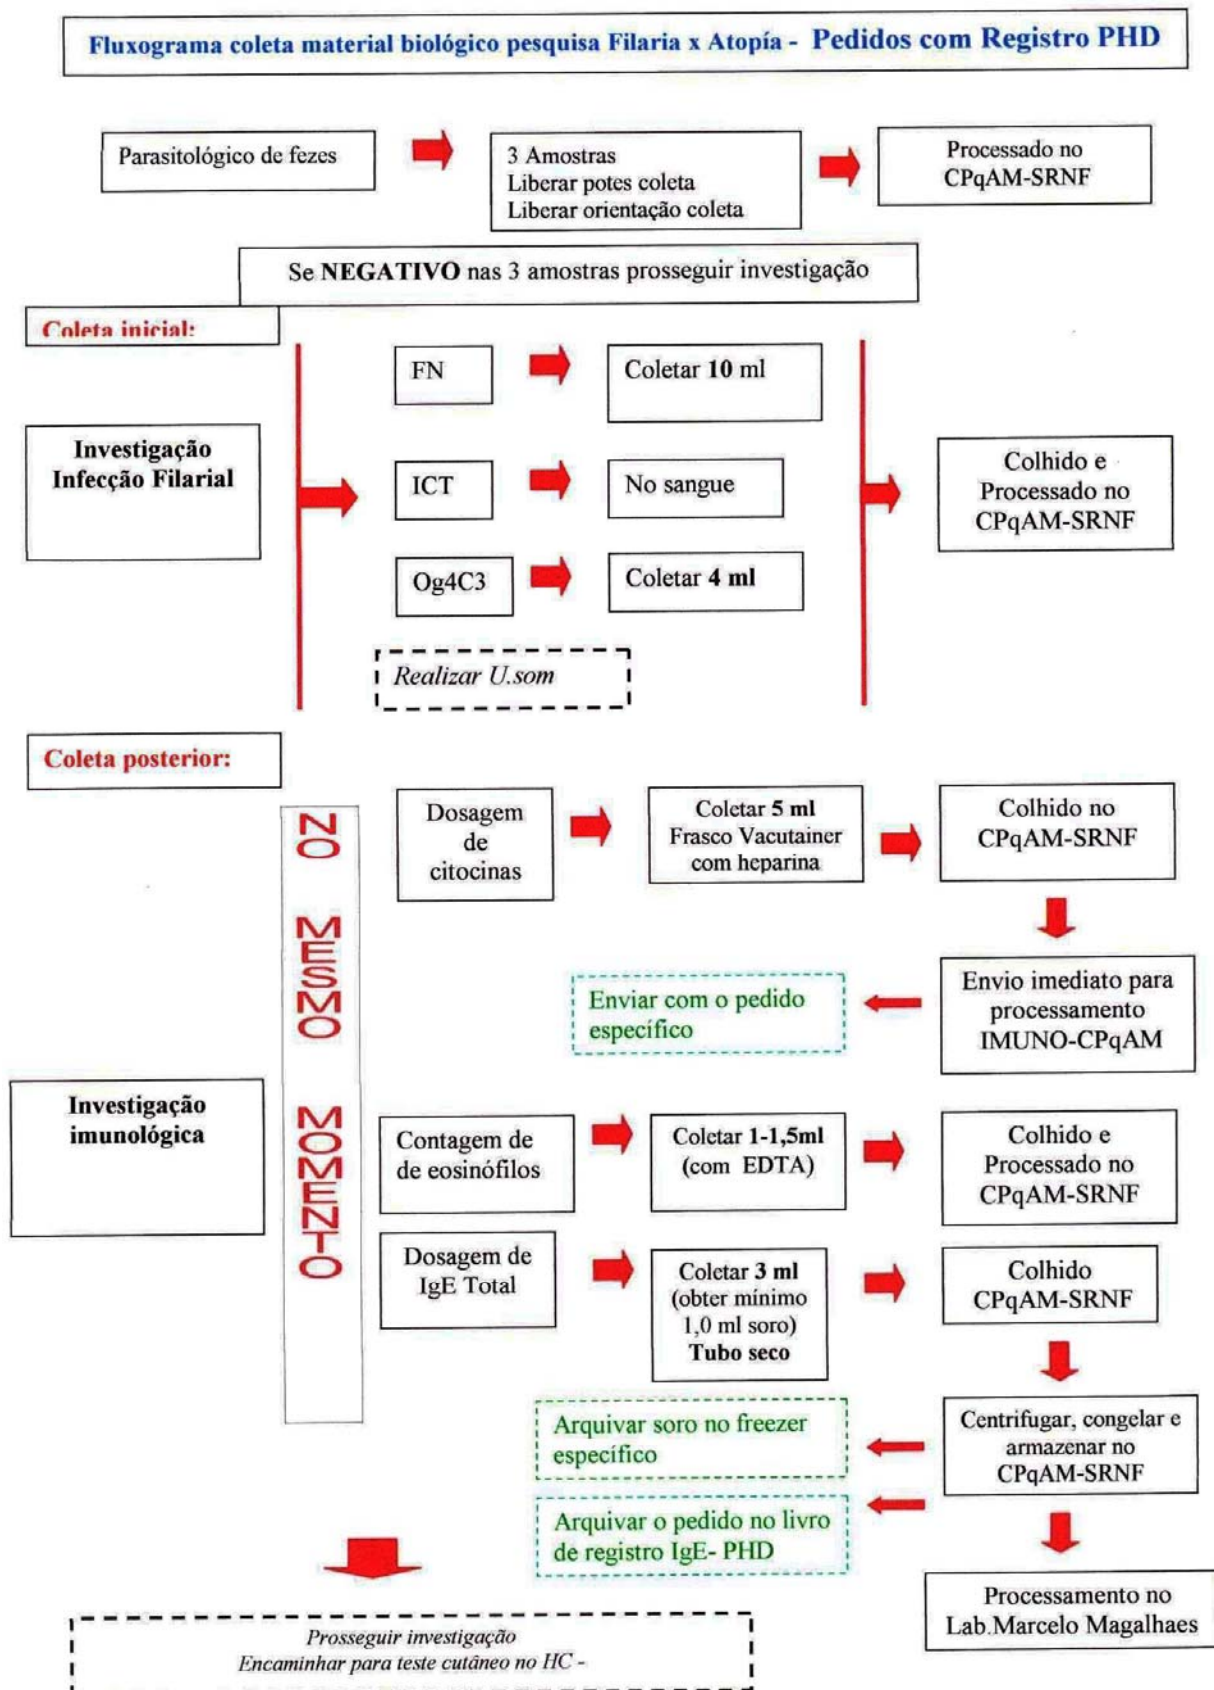 Fluxograma coleta material biológico pesquisa Filaria x Atopía - Pedidos com Registro PHD
Parasitológico de fezes
3 Amostras
Liberar potes coleta
Liberar orientação coleta
Processado no
CPqAM-SRNF
Se NEGATIVO nas 3 amostras prosseguir investigação
Coleta inicial:
Investigação
Infecção Filarial
FN
Coletar 10 ml
ICT
No sangue
Og4C3
Coletar 4 ml
Realizar U.som
Colhido e
Processado no
CPqAM-SRNF
Coleta posterior:
Investigação
imunológica
NO MESMO MOMENTO
Dosagem
de
citocinas
Coletar 5 ml
Frasco Vacutainer
com heparina
Colhido no
CPqAM-SRNF
Envio imediato para
processamento
IMUNO-CPqAM
Enviar com o pedido
específico
Contagem de
de eosinófilos
Coletar 1-1,5ml
(com EDTA)
Colhido e
Processado no
CPqAM-SRNF
Dosagem de
IgE Total
Coletar 3 ml
(obter mínimo
1,0 ml soro)
Tubo seco
Colhido
CPqAM-SRNF
Centrifugar, congelar e
armazenar no
CPqAM-SRNF
Arquivar soro no freezer
específico
Arquivar o pedido no livro
de registro IgE- PHD
Processamento no
Lab.Marcelo Magalhaes
Prosseguir investigação
Encaminhar para teste cutâneo no HC -